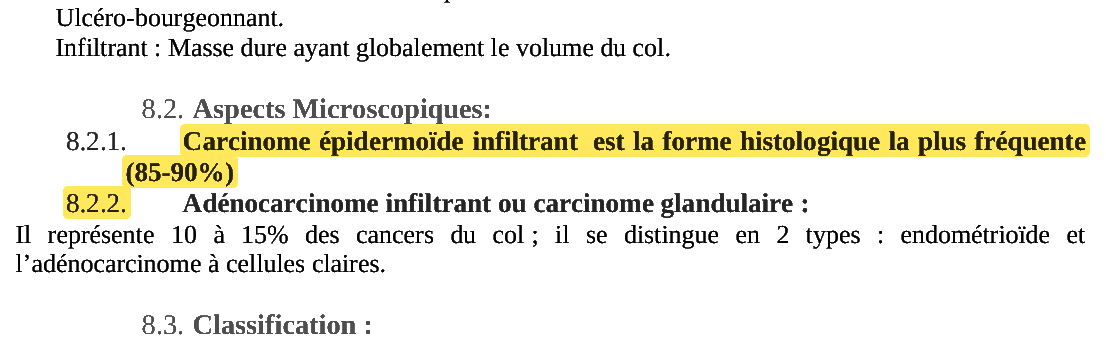 Ulcéro-bourgeonnant.
Infiltrant : Masse dure ayant globalement le volume du col.
8.2. Aspects Microscopiques:
8.2.1. Carcinome épidermoïde infiltrant est la forme histologique la plus fréquente
(85-90%)
8.2.2. Adénocarcinome infiltrant ou carcinome glandulaire :
Il représente 10 à 15% des cancers du col ; il se distingue en 2 types : endométrioïde et
l’adénocarcinome à cellules claires.
8.3. Classification :